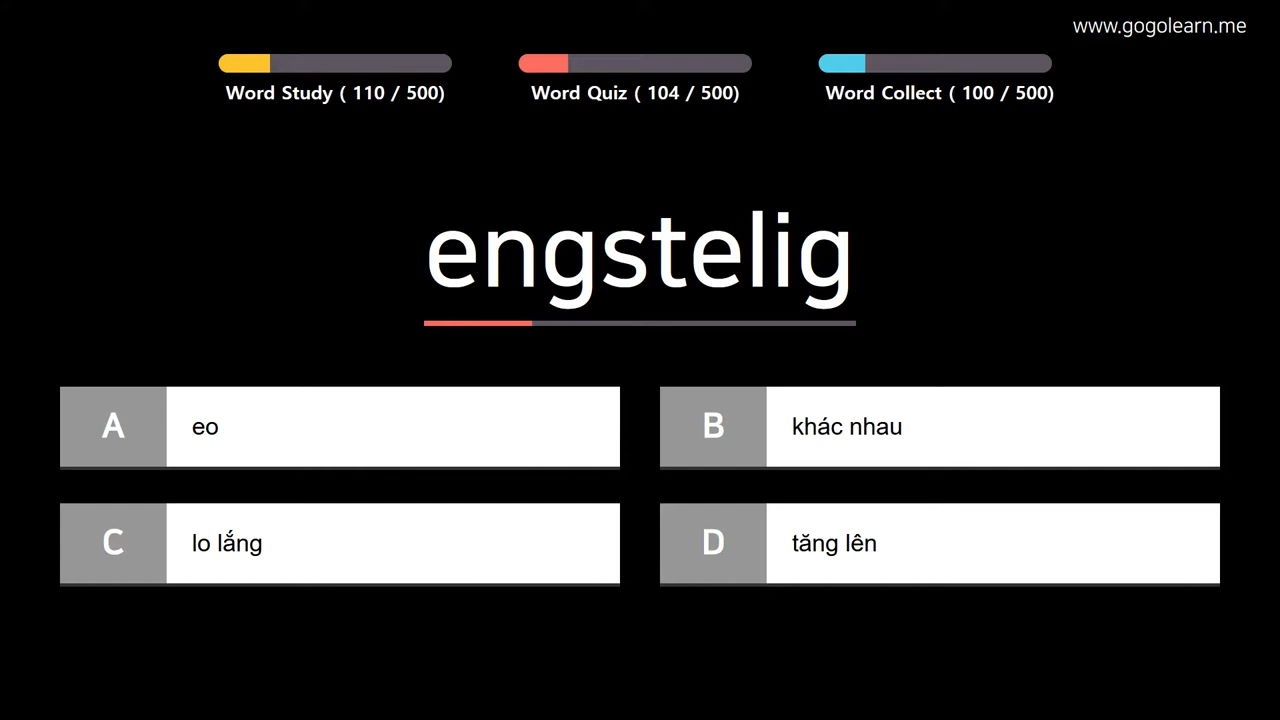 www.gogolearn.me
Word Study ( 110 / 500)
Word Quiz ( 104 / 500)
Word Collect ( 100 / 500)
engstelig
A eo
B khác nhau
C lo lắng
D tăng lên